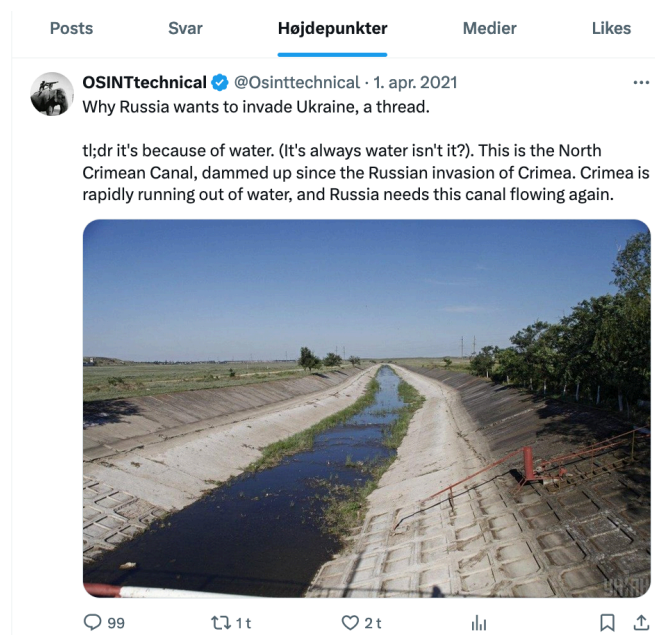 Posts Svar Højdepunkter Medier Likes
OSINTtechnical @Osinttechnical · 1. apr. 2021
Why Russia wants to invade Ukraine, a thread.
tl;dr it's because of water. (It's always water isn't it?). This is the North
Crimean Canal, dammed up since the Russian invasion of Crimea. Crimea is
rapidly running out of water, and Russia needs this canal flowing again.
99 1 t 2 t